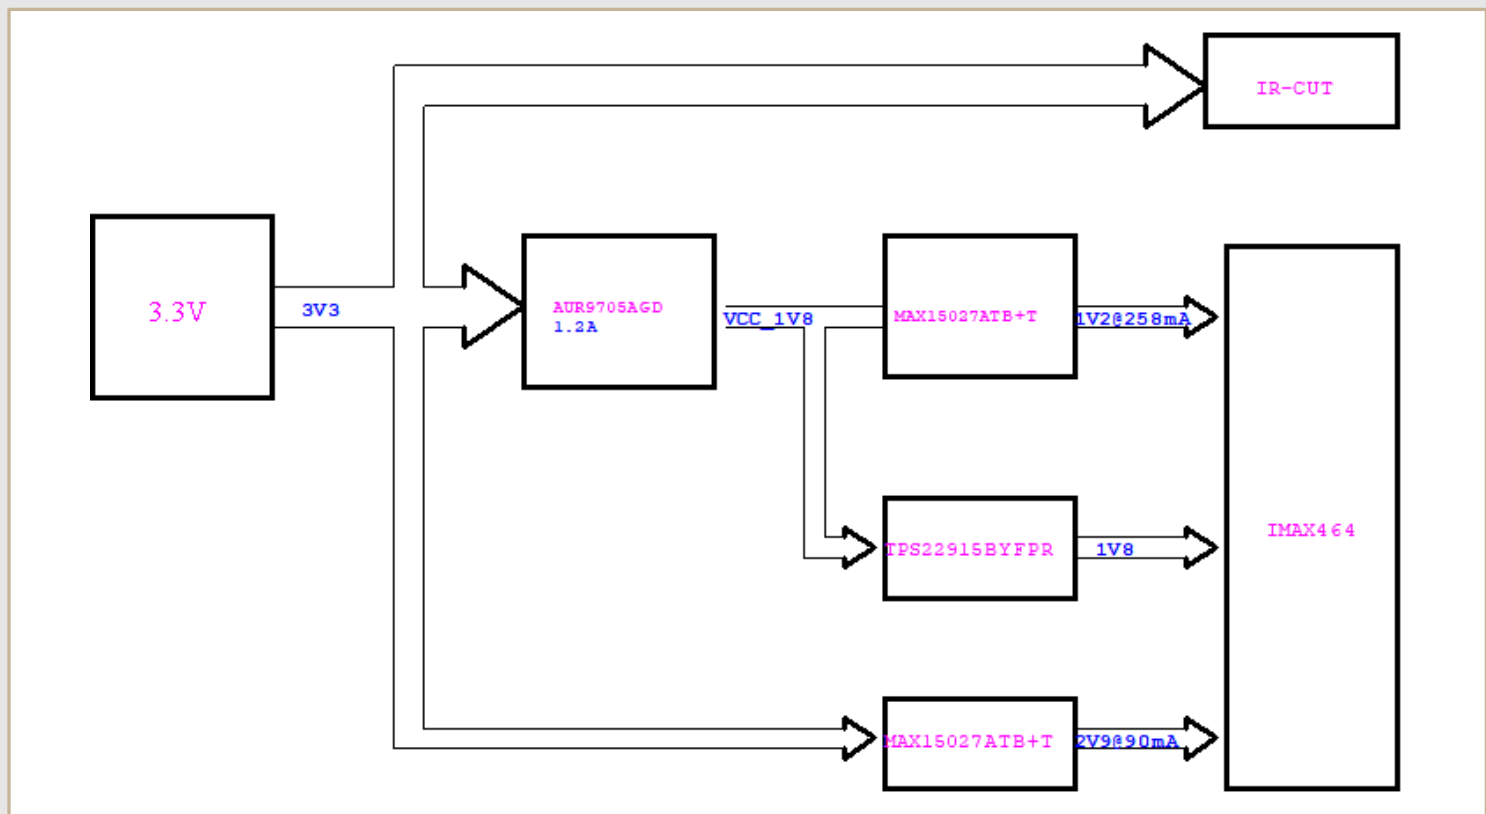 IR-CUT
3.3V
3V3
AUR9705AGD
1.2A
VCC_1V8
MAX15027ATB+T
1V2@258mA
TPS22915BYFPR
1V8
IMAX464
MAX15027ATB+T
2V9@90mA